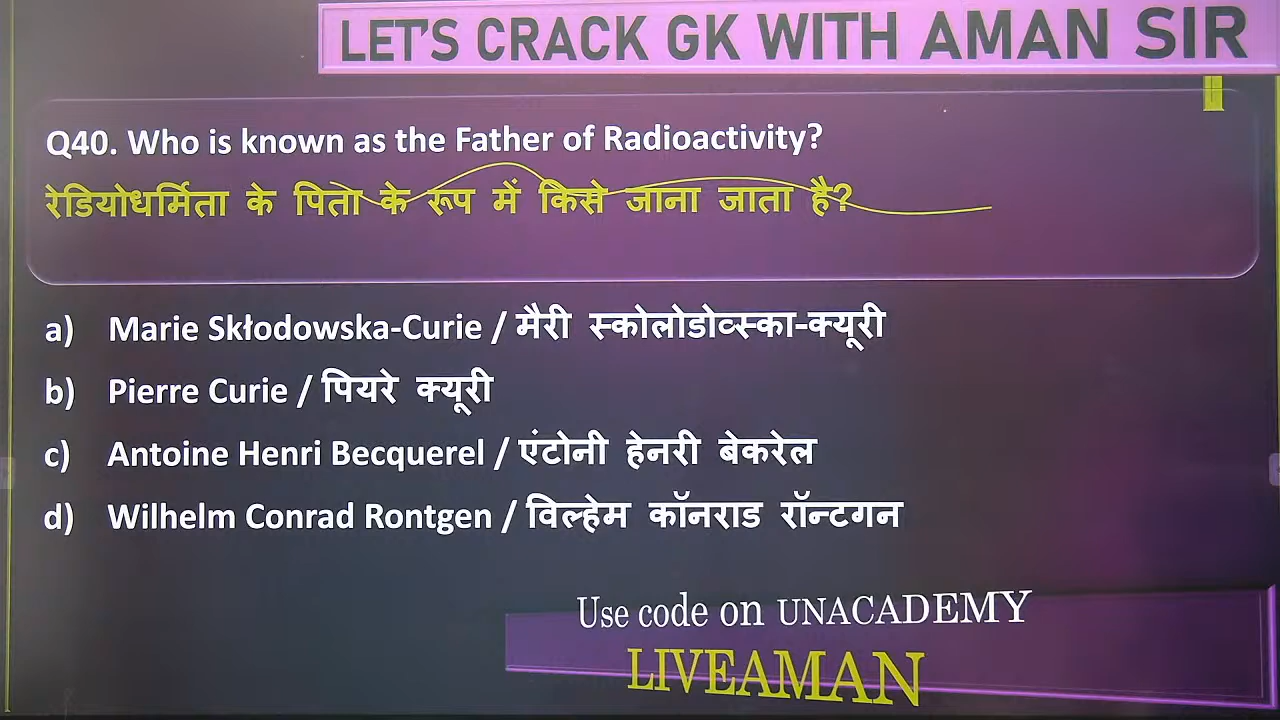 LET'S CRACK GK WITH AMAN SIR
Q40. Who is known as the Father of Radioactivity?
रेडियोधर्मिता के पिता के रूप में किसे जाना जाता है?
a) Marie Skłodowska-Curie / मैरी स्कोलोडोव्स्का-क्यूरी
b) Pierre Curie / पियरे क्यूरी
c) Antoine Henri Becquerel / एंटोनी हेनरी बेकरेल
d) Wilhelm Conrad Rontgen / विल्हेम कॉनराड रॉन्टगन
Use code on UNACADEMY
LIVEAMAN